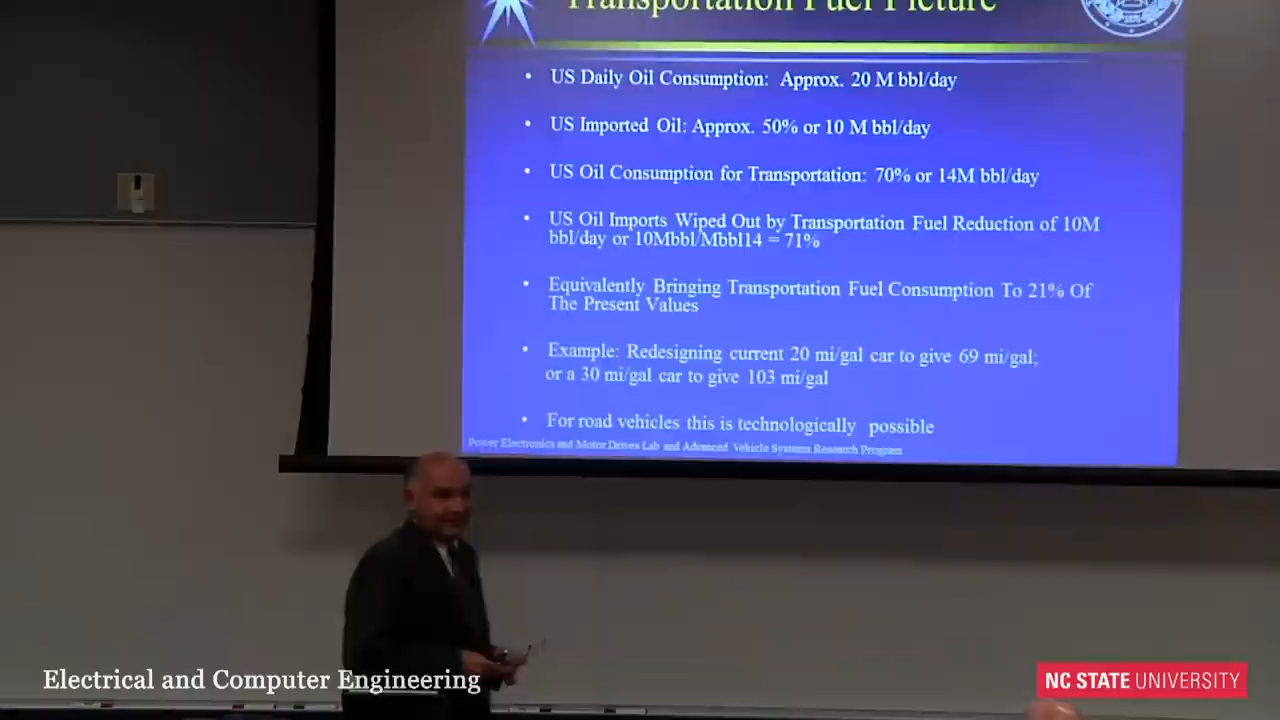 Transportation Fuel Picture
• US Daily Oil Consumption: Approx. 20 M bbl/day
• US Imported Oil: Approx. 50% or 10 M bbl/day
• US Oil Consumption for Transportation: 70% or 14M bbl/day
• US Oil Imports Wiped Out by Transportation Fuel Reduction of 10M
bbl/day or 10Mbbl/Mbbl14 = 71%
• Equivalently Bringing Transportation Fuel Consumption To 21% Of
The Present Values
• Example: Redesigning current 20 mi/gal car to give 69 mi/gal;
or a 30 mi/gal car to give 103 mi/gal
• For road vehicles this is technologically possible
Power Electronics and Motor Drives Lab and Advanced Vehicle Systems Research Program
Electrical and Computer Engineering
NC STATE UNIVERSITY